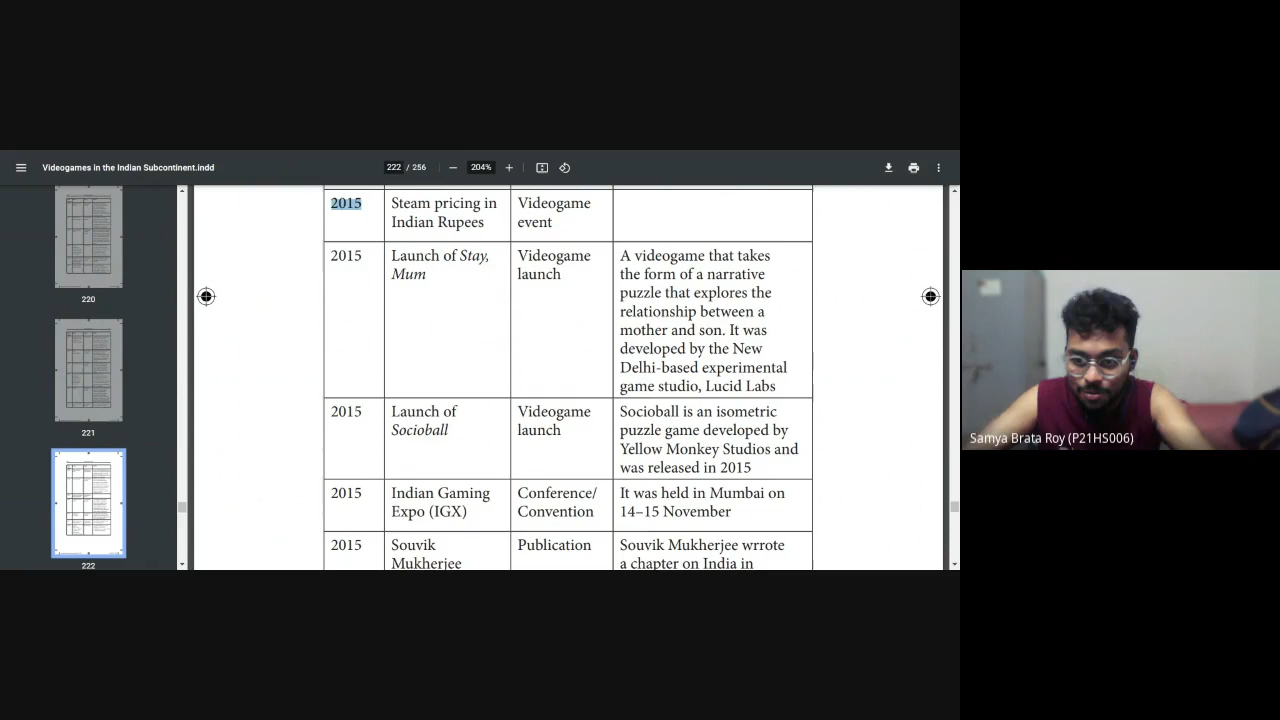 Videogames in the Indian Subcontinent.indd
222 / 256
204%
220
221
222
2015
Steam pricing in
Indian Rupees
Videogame
event
2015
Launch of Stay,
Mum
Videogame
launch
A videogame that takes
the form of a narrative
puzzle that explores the
relationship between a
mother and son. It was
developed by the New
Delhi-based experimental
game studio, Lucid Labs
2015
Launch of
Socioball
Videogame
launch
Socioball is an isometric
puzzle game developed by
Yellow Monkey Studios and
was released in 2015
2015
Indian Gaming
Expo (IGX)
Conference/
Convention
It was held in Mumbai on
14–15 November
2015
Souvik
Mukherjee
Publication
Souvik Mukherjee wrrote
a chapter on India in
Samya Brata Roy (P21HS006)